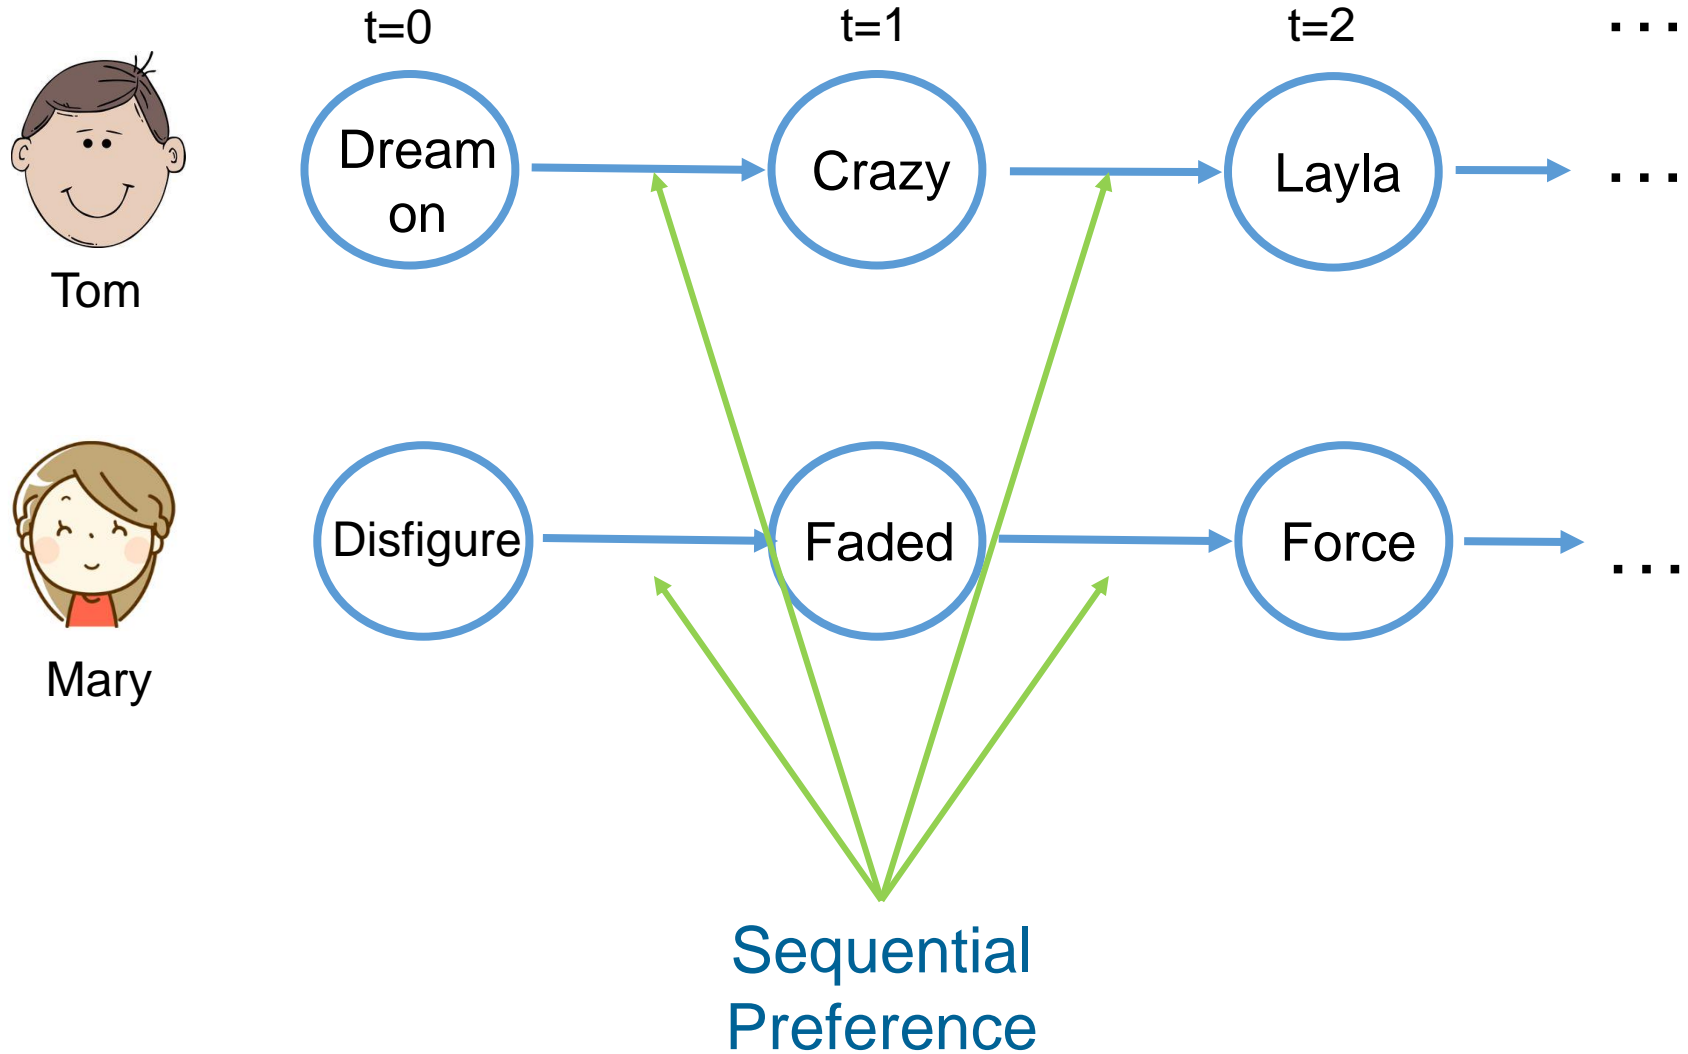 t=0 t=1 t=2 ...
Dream
on
Crazy
Layla
...
Tom
Disfigure
Faded
Force
...
Mary
Sequential
Preference